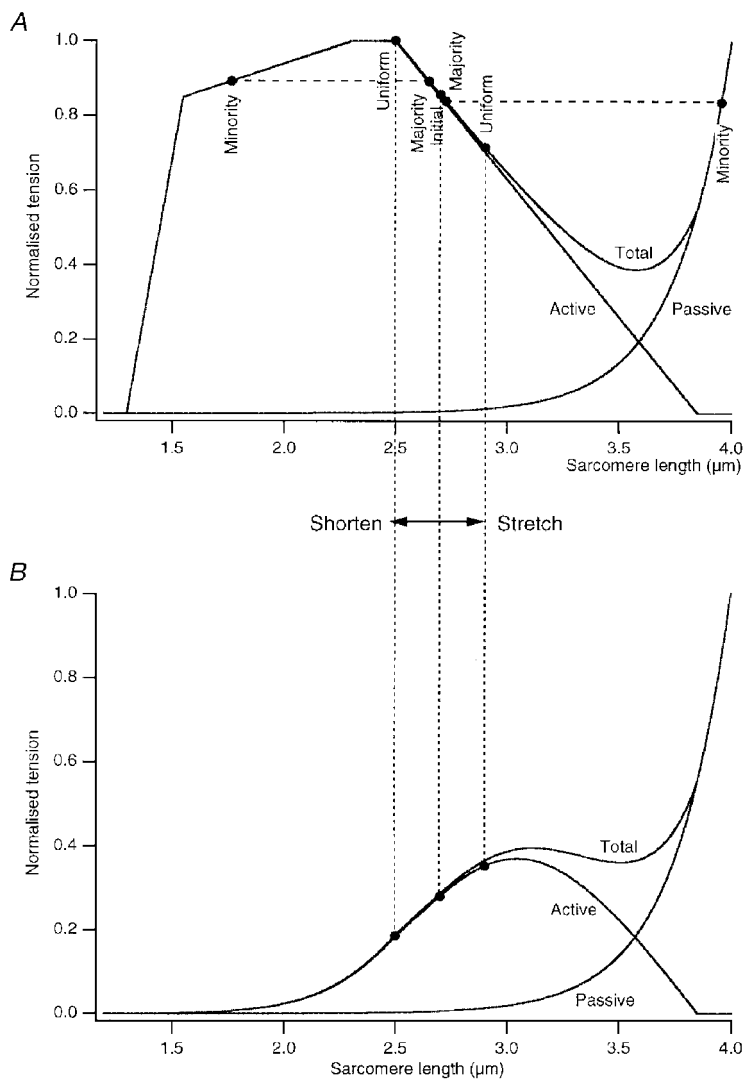 A
1.0
0.8
0.6
0.4
0.2
0.0
Normalised tension
Minority
Uniform
Majority
Initial
Majority
Uniform
Minority
Total
Active
Passive
1.5
2.0
2.5
3.0
3.5
4.0
Sarcomere length (µm)
Shorten
Stretch
B
1.0
0.8
0.6
0.4
0.2
0.0
Normalised tension
Total
Active
Passive
1.5
2.0
2.5
3.0
3.5
4.0
Sarcomere length (µm)